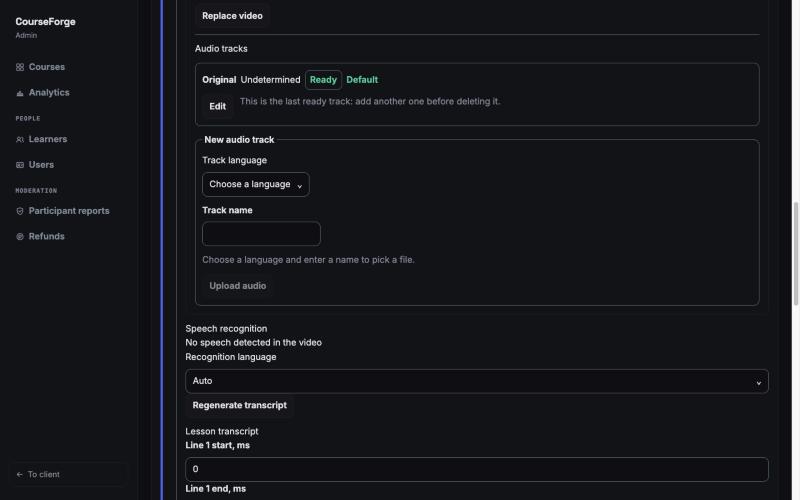 CourseForge
Admin
Courses
Analytics
PEOPLE
Learners
Users
MODERATION
Participant reports
Refunds
← To client
Replace video
Audio tracks
Original Undetermined Ready Default
Edit This is the last ready track: add another one before deleting it.
New audio track
Track language
Choose a language
Track name
Choose a language and enter a name to pick a file.
Upload audio
Speech recognition
No speech detected in the video
Recognition language
Auto
Regenerate transcript
Lesson transcript
Line 1 start, ms
0
Line 1 end, ms